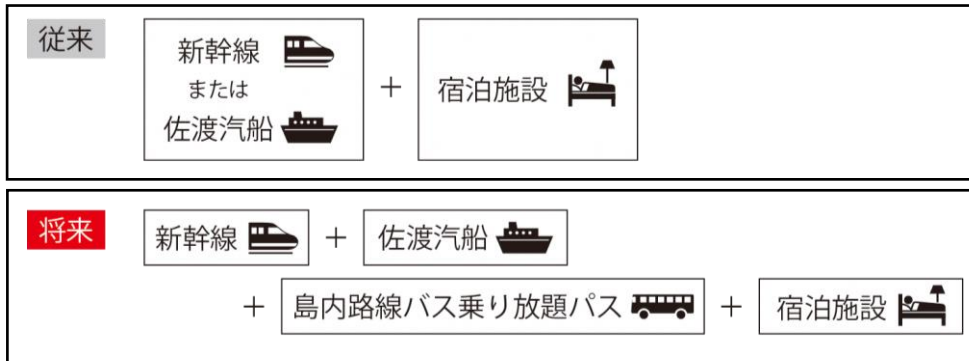 従来
新幹線
または
佐渡汽船
+
宿泊施設
将来
新幹線 + 佐渡汽船
+ 島内路線バス乗り放題パス + 宿泊施設